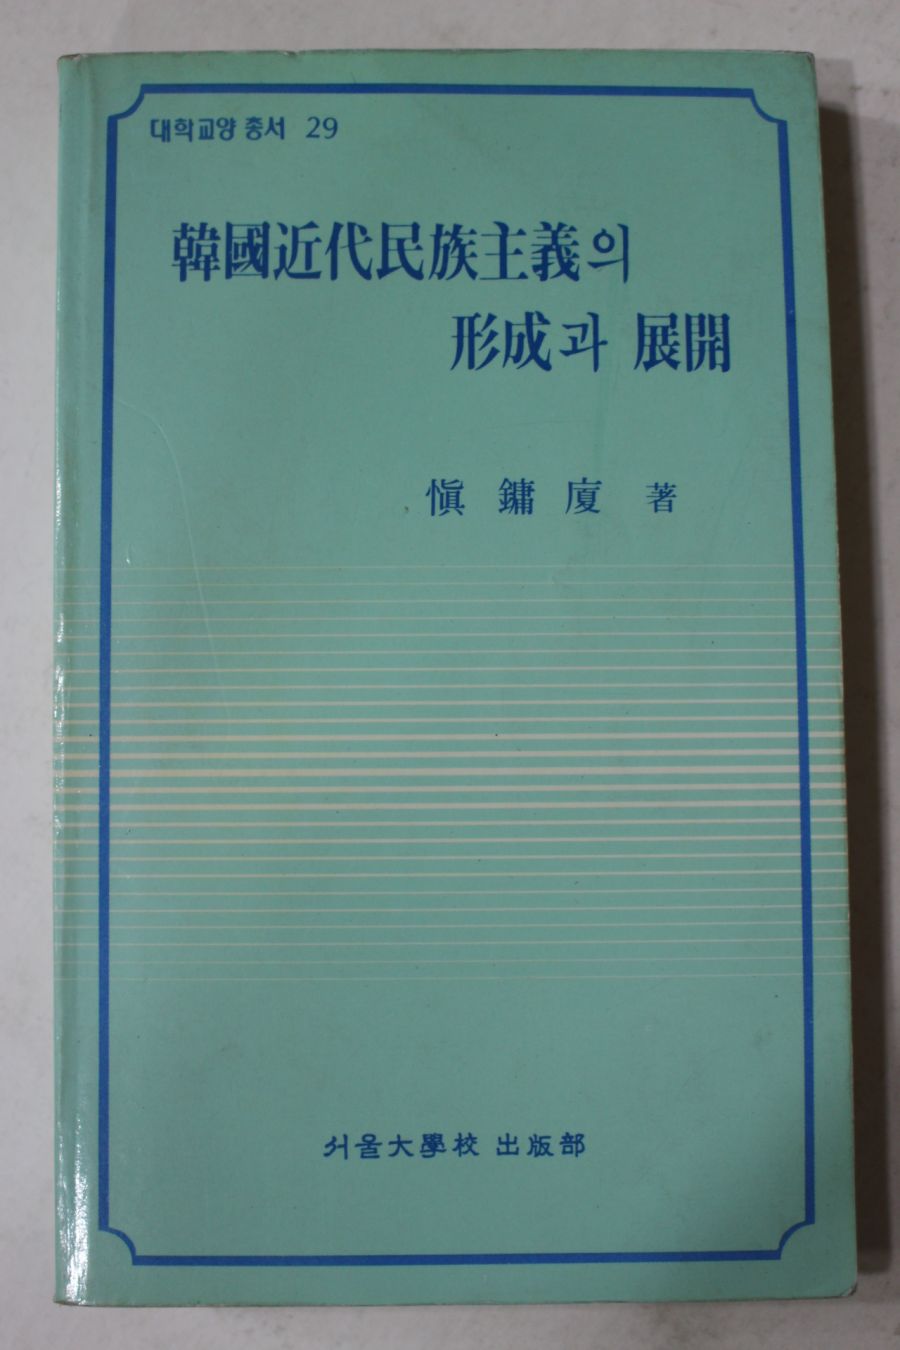 대학교양 총서 29
韓國近代民族主義의
形成과 展開
愼 鏞 廈 著
서울大學校 出版部